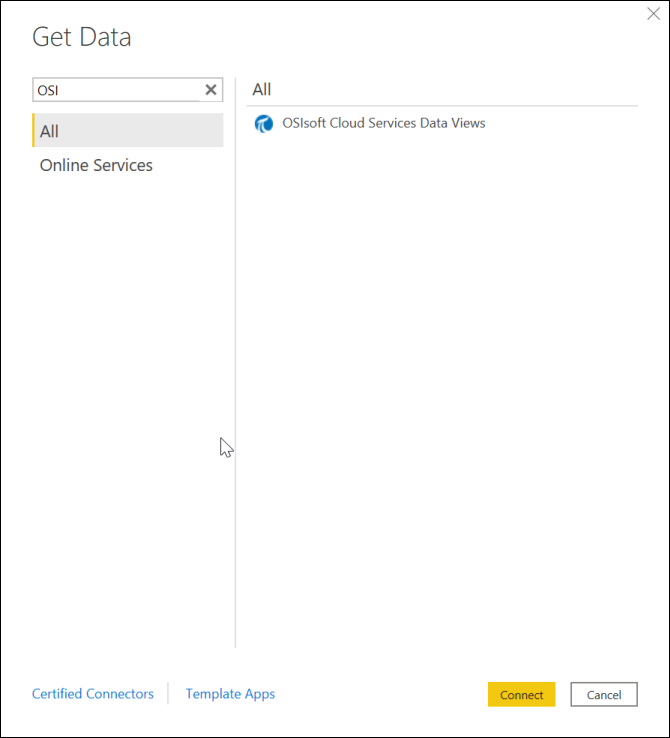 Get Data
OSI
All
Online Services
All
OSIsoft Cloud Services Data Views
Certified Connectors
Template Apps
Connect
Cancel